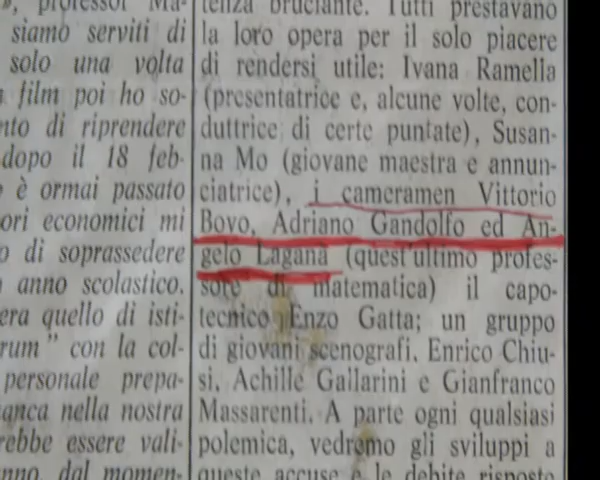 professor Ma-
siamo serviti di
solo una volta
film poi ho so-
di riprendere
dopo il 18 feb-
è ormai passato
ori economici mi
di soprassedere
anno scolastico.
era quello di isti-
rum" con la col-
personale prepa-
anca nella nostra
rebbe essere vali-
nno, dal momen-
tenza bruciante. Tutti prestavano
la loro opera per il solo piacere
di rendersi utile: Ivana Ramella
(presentatrice e, alcune volte, con-
duttrice di certe puntate), Susan-
na Mo (giovane maestra e annun-
ciatrice), i cameramen Vittorio
Bovo, Adriano Gandolfo ed An-
gelo Laganà (quest'ultimo profes-
sore di matematica) il capo-
tecnico Enzo Gatta; un gruppo
di giovani scenografi, Enrico Chiu-
si, Achille Gallarini e Gianfranco
Massarenti. A parte ogni qualsiasi
polemica, vedremo gli sviluppi a
queste accuse e le debite risposte